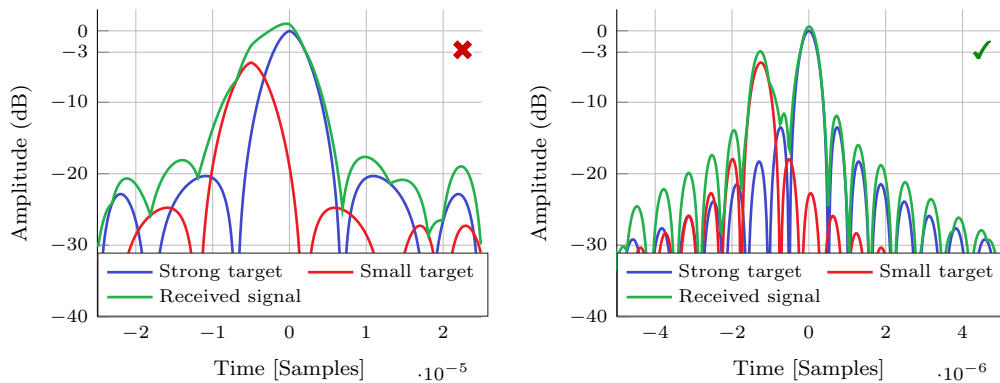 0
−3
−10
−20
−30
−40
Amplitude (dB)
Strong target
Small target
Received signal
−2
−1
0
1
2
Time [Samples]
·10⁻⁵
0
−3
−10
−20
−30
−40
Amplitude (dB)
Strong target
Small target
Received signal
−4
−2
0
2
4
Time [Samples]
·10⁻⁶